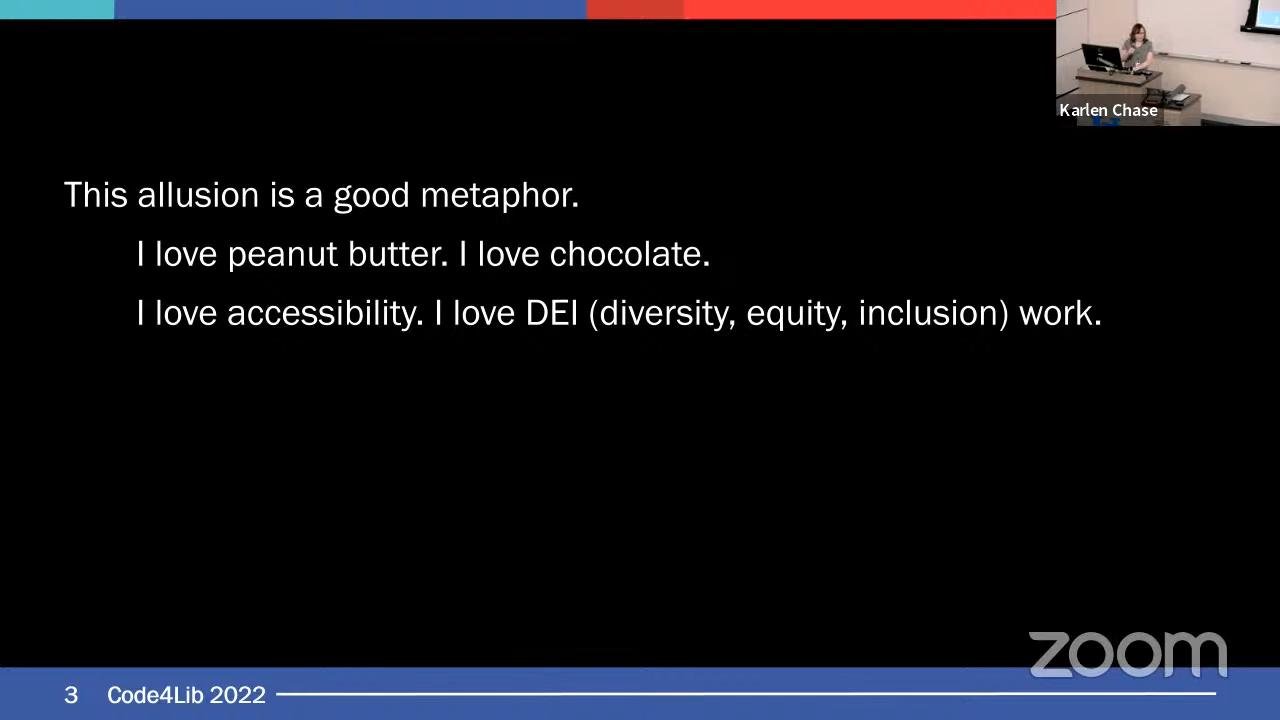 Karlen Chase
This allusion is a good metaphor.
I love peanut butter. I love chocolate.
I love accessibility. I love DEI (diversity, equity, inclusion) work.
zoom
3 Code4Lib 2022